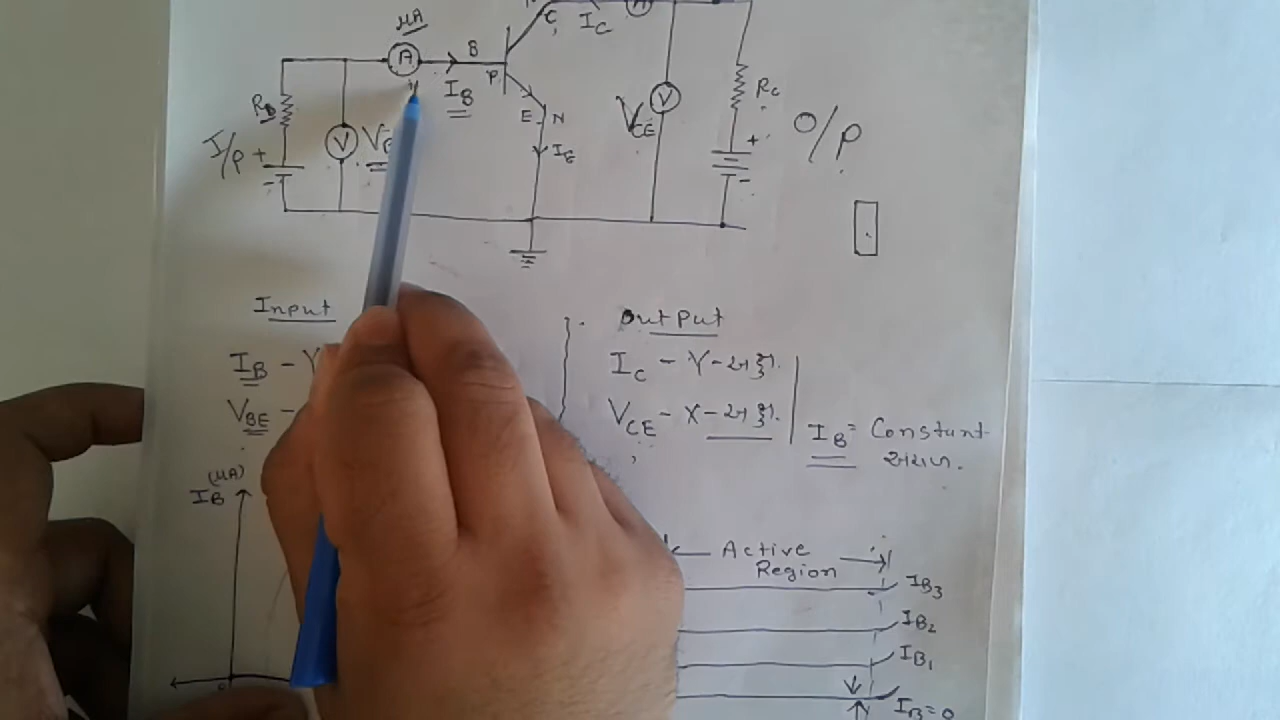 μA
C
I_C
A
B
I_B
P
R_B
R_C
V
V_CE
V
E
N
I_E
I/P
+
-
+
-
O/P
Input
Output
I_B - Y
I_C - Y - અક્ષ
V_BE -
V_CE - X - અક્ષ
I_B = Constant
અચળ.
(μA)
I_B
Active
Region
I_B3
I_B2
I_B1
I_B=0